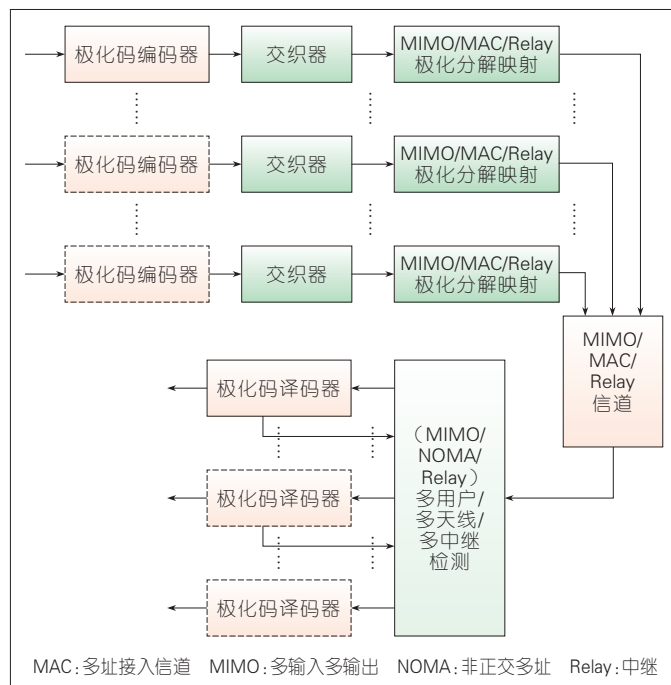 极化码编码器
交织器
MIMO/MAC/Relay
极化分解映射
极化码编码器
交织器
MIMO/MAC/Relay
极化分解映射
极化码编码器
交织器
MIMO/MAC/Relay
极化分解映射
MIMO/
MAC/
Relay
信道
极化码译码器
(MIMO/
NOMA/
Relay)
多用户/
多天线/
多中继
检测
极化码译码器
极化码译码器
MAC:多址接入信道 MIMO:多输入多输出 NOMA:非正交多址 Relay:中继